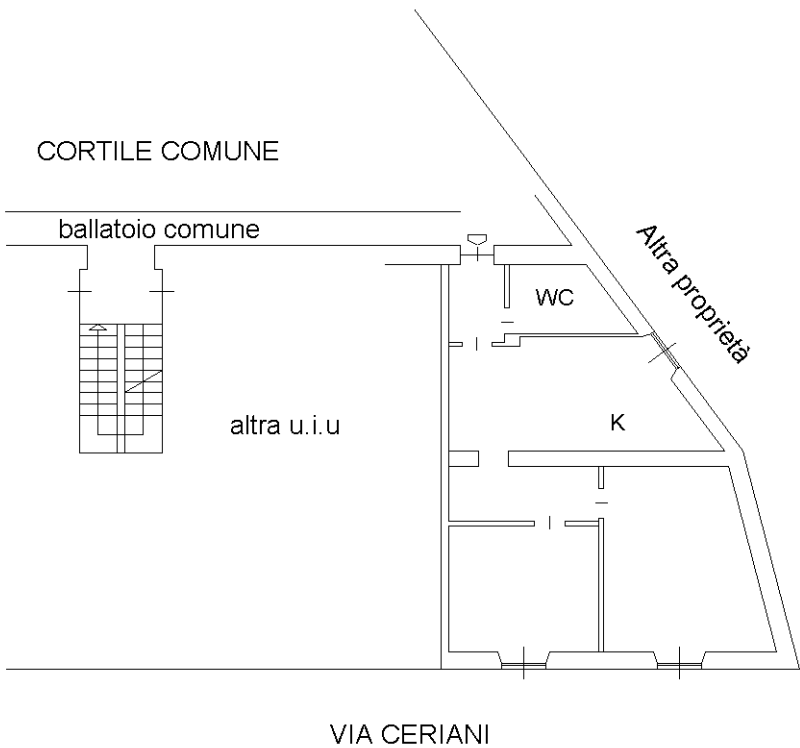 CORTILE COMUNE
ballatoio comune
Altra proprietà
WC
altra u.i.u
K
VIA CERIANI